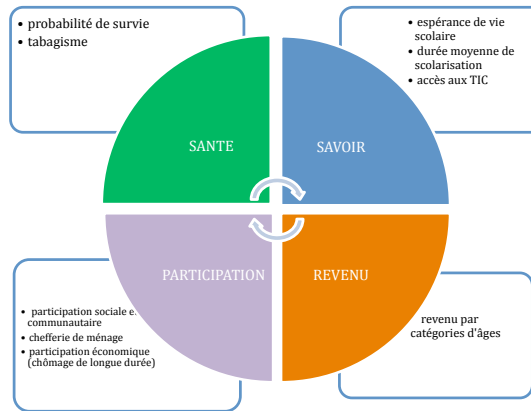 • probabilité de survie
• tabagisme
• espérance de vie
scolaire
• durée moyenne de
scolarisation
• accès aux TIC
SANTE
SAVOIR
PARTICIPATION
REVENU
• participation sociale e
communautaire
• chefferie de ménage
• participation économique
(chômage de longue durée)
revenu par
catégories d'âges